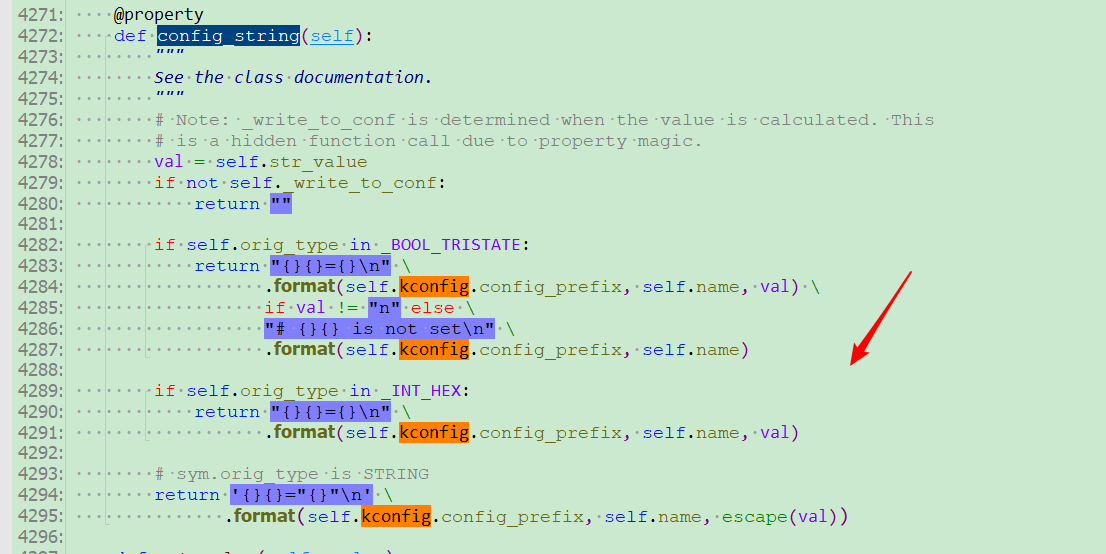 4271: @property
4272: def config_string(self):
4273: """
4274: See the class documentation.
4275: """
4276: # Note: _write_to_conf is determined when the value is calculated. This
4277: # is a hidden function call due to property magic.
4278: val = self.str_value
4279: if not self._write_to_conf:
4280: return ""
4281:
4282: if self.orig_type in _BOOL_TRISTATE:
4283: return "{}{}={}\n" \
4284: .format(self.kconfig.config_prefix, self.name, val) \
4285: if val != "n" else \
4286: "# {}{} is not set\n" \
4287: .format(self.kconfig.config_prefix, self.name)
4288:
4289: if self.orig_type in _INT_HEX:
4290: return "{}{}={}\n" \
4291: .format(self.kconfig.config_prefix, self.name, val)
4292:
4293: # sym.orig_type is STRING
4294: return '{}{}="{}"\n' \
4295: .format(self.kconfig.config_prefix, self.name, escape(val))
4296: